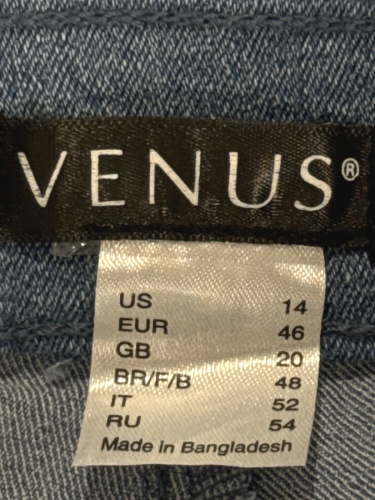 VENUS®
US 14
EUR 46
GB 20
BR/F/B 48
IT 52
RU 54
Made in Bangladesh